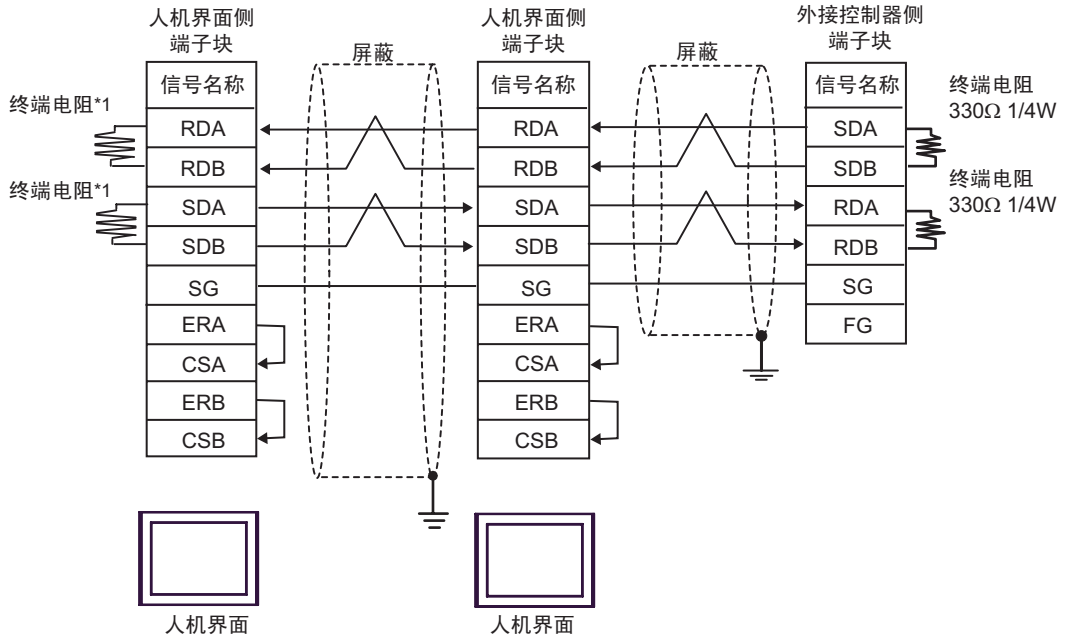 人机界面侧
端子块
人机界面侧
端子块
外接控制器侧
端子块
屏蔽
屏蔽
终端电阻*1
终端电阻*1
信号名称
RDA
RDB
SDA
SDB
SG
ERA
CSA
ERB
CSB
信号名称
RDA
RDB
SDA
SDB
SG
ERA
CSA
ERB
CSB
信号名称
SDA
SDB
RDA
RDB
SG
FG
终端电阻
330Ω 1/4W
终端电阻
330Ω 1/4W
人机界面
人机界面